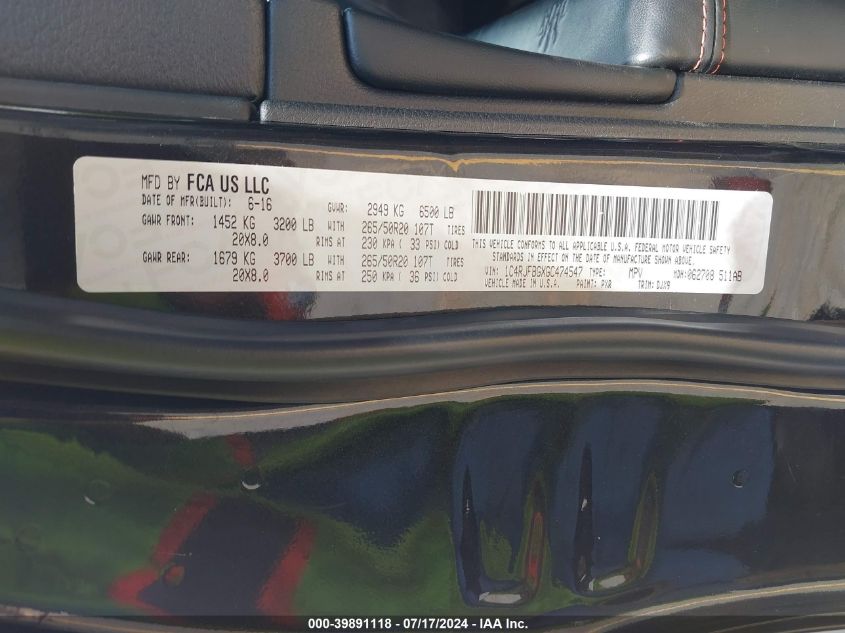 MFD BY FCA US LLC
DATE OF MFR(BUILT): 6-16 GVWR: 2949 KG 6500 LB
GAWR FRONT: 1452 KG 3200 LB WITH 265/50R20 107T TIRES
20X8.0 RIMS AT 230 KPA ( 33 PSI) COLD
GAWR REAR: 1679 KG 3700 LB WITH 265/50R20 107T TIRES
20X8.0 RIMS AT 250 KPA ( 36 PSI) COLD
THIS VEHICLE CONFORMS TO ALL APPLICABLE U.S.A. FEDERAL MOTOR VEHICLE SAFETY
STANDARDS IN EFFECT ON THE DATE OF MANUFACTURE SHOWN ABOVE.
VIN: 1C4RJFBGXGC474547 TYPE: MPV MDH:062708 511AB
VEHICLE MADE IN U.S.A. PAINT: PXR TRIM: DJX9
000-39891118 - 07/17/2024 - IAA Inc.